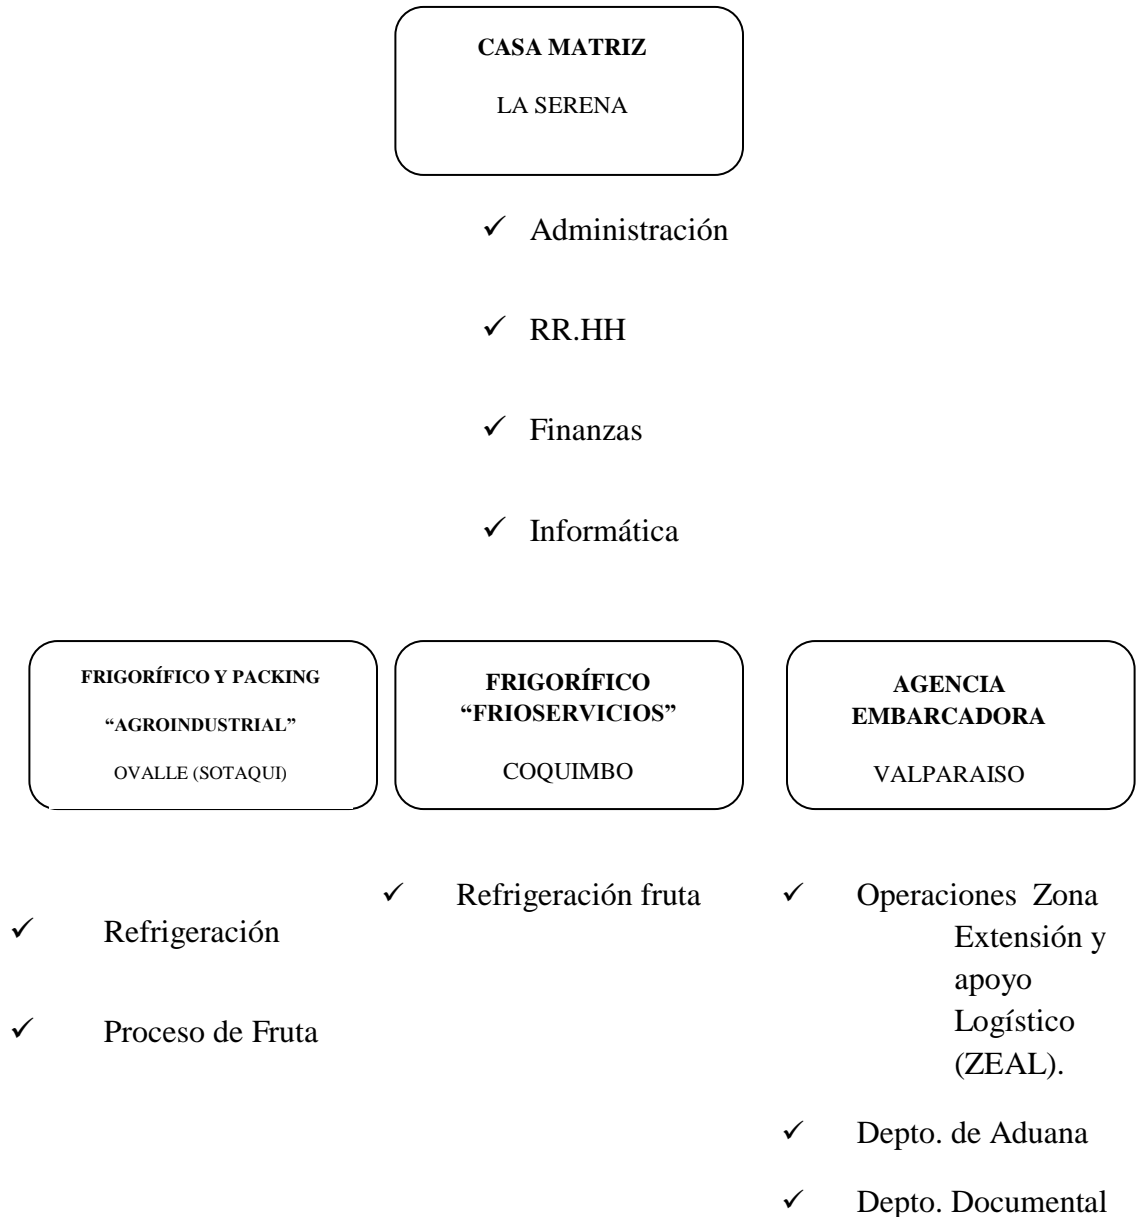 CASA MATRIZ
LA SERENA
✓ Administración
✓ RR.HH
✓ Finanzas
✓ Informática
FRIGORÍFICO Y PACKING
“AGROINDUSTRIAL”
OVALLE (SOTAQUI)
✓ Refrigeración
✓ Proceso de Fruta
FRIGORÍFICO
“FRIOSERVICIOS”
COQUIMBO
✓ Refrigeración fruta
AGENCIA
EMBARCADORA
VALPARAISO
✓ Operaciones Zona
Extensión y
apoyo
Logístico
(ZEAL).
✓ Depto. de Aduana
✓ Depto. Documental